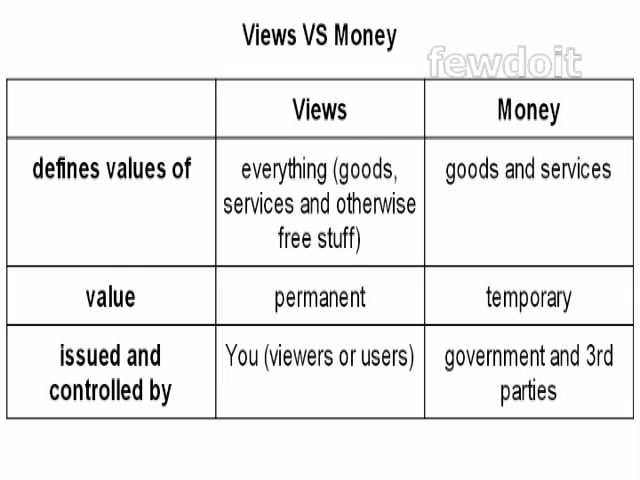 Views VS Money
fewdoit
Views
Money
defines values of
everything (goods,
services and otherwise
free stuff)
goods and services
value
permanent
temporary
issued and
controlled by
You (viewers or users)
government and 3rd
parties